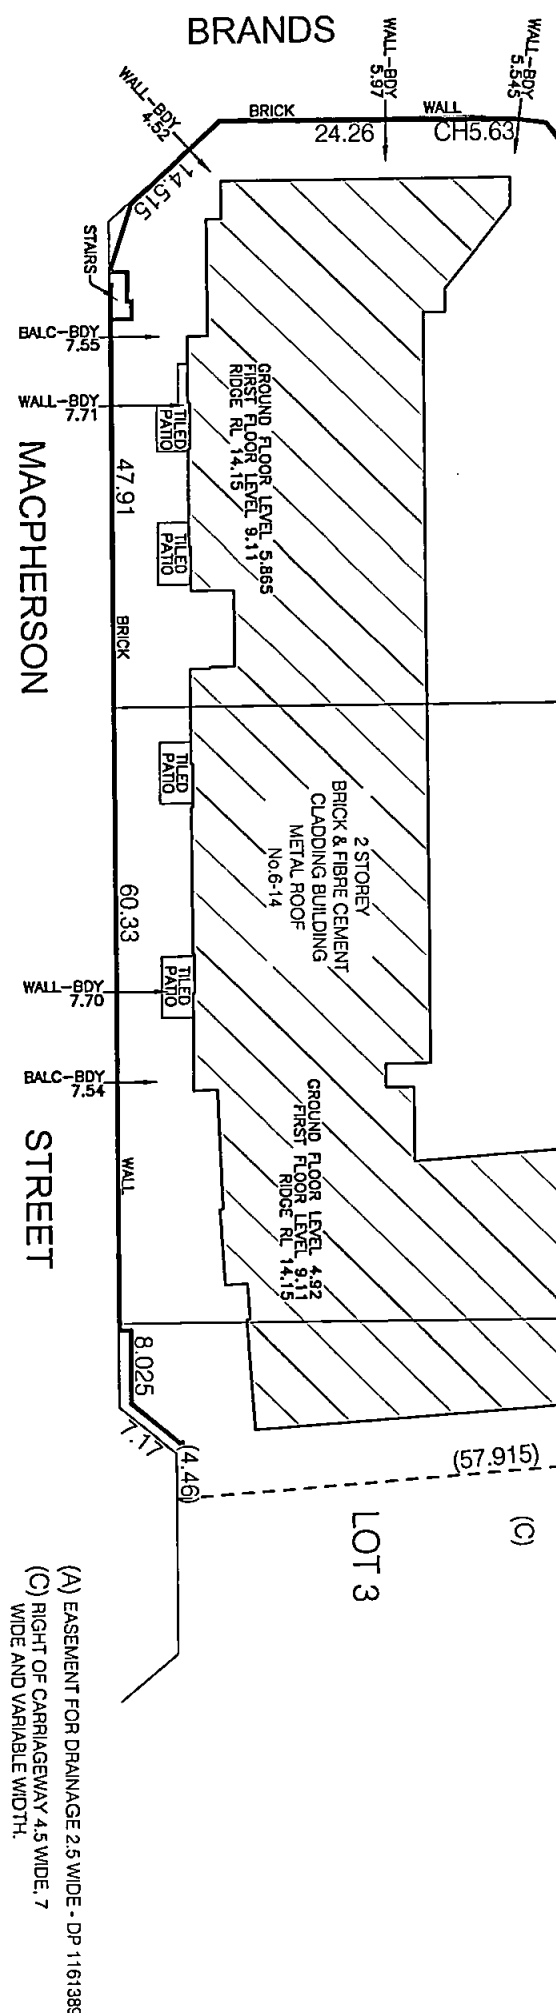 BRANDS
WALL-BDY
5.545
WALL-BDY
5.97
WALL-BDY
4.52
BRICK
WALL
24.26
CH5.63
14.515
STAIRS
BALC-BDY
7.55
WALL-BDY
7.71
TILED
PATIO
GROUND FLOOR LEVEL 5.865
FIRST FLOOR LEVEL 9.11
RIDGE RL 14.15
47.91
MACPHERSON
TILED
PATIO
BRICK
TILED
PATIO
2 STOREY
BRICK & FIBRE CEMENT
CLADDING BUILDING
METAL ROOF
No.6-14
60.33
WALL-BDY
7.70
TILED
PATIO
BALC-BDY
7.54
GROUND FLOOR LEVEL 4.92
FIRST FLOOR LEVEL 9.11
RIDGE RL 14.15
STREET
WALL
8.025
7.17
(4.46)
(57.915)
(C)
LOT 3
(A) EASEMENT FOR DRAINAGE 2.5 WIDE - DP 1161389
(C) RIGHT OF CARRIAGEWAY 4.5 WIDE, 7
WIDE AND VARIABLE WIDTH.